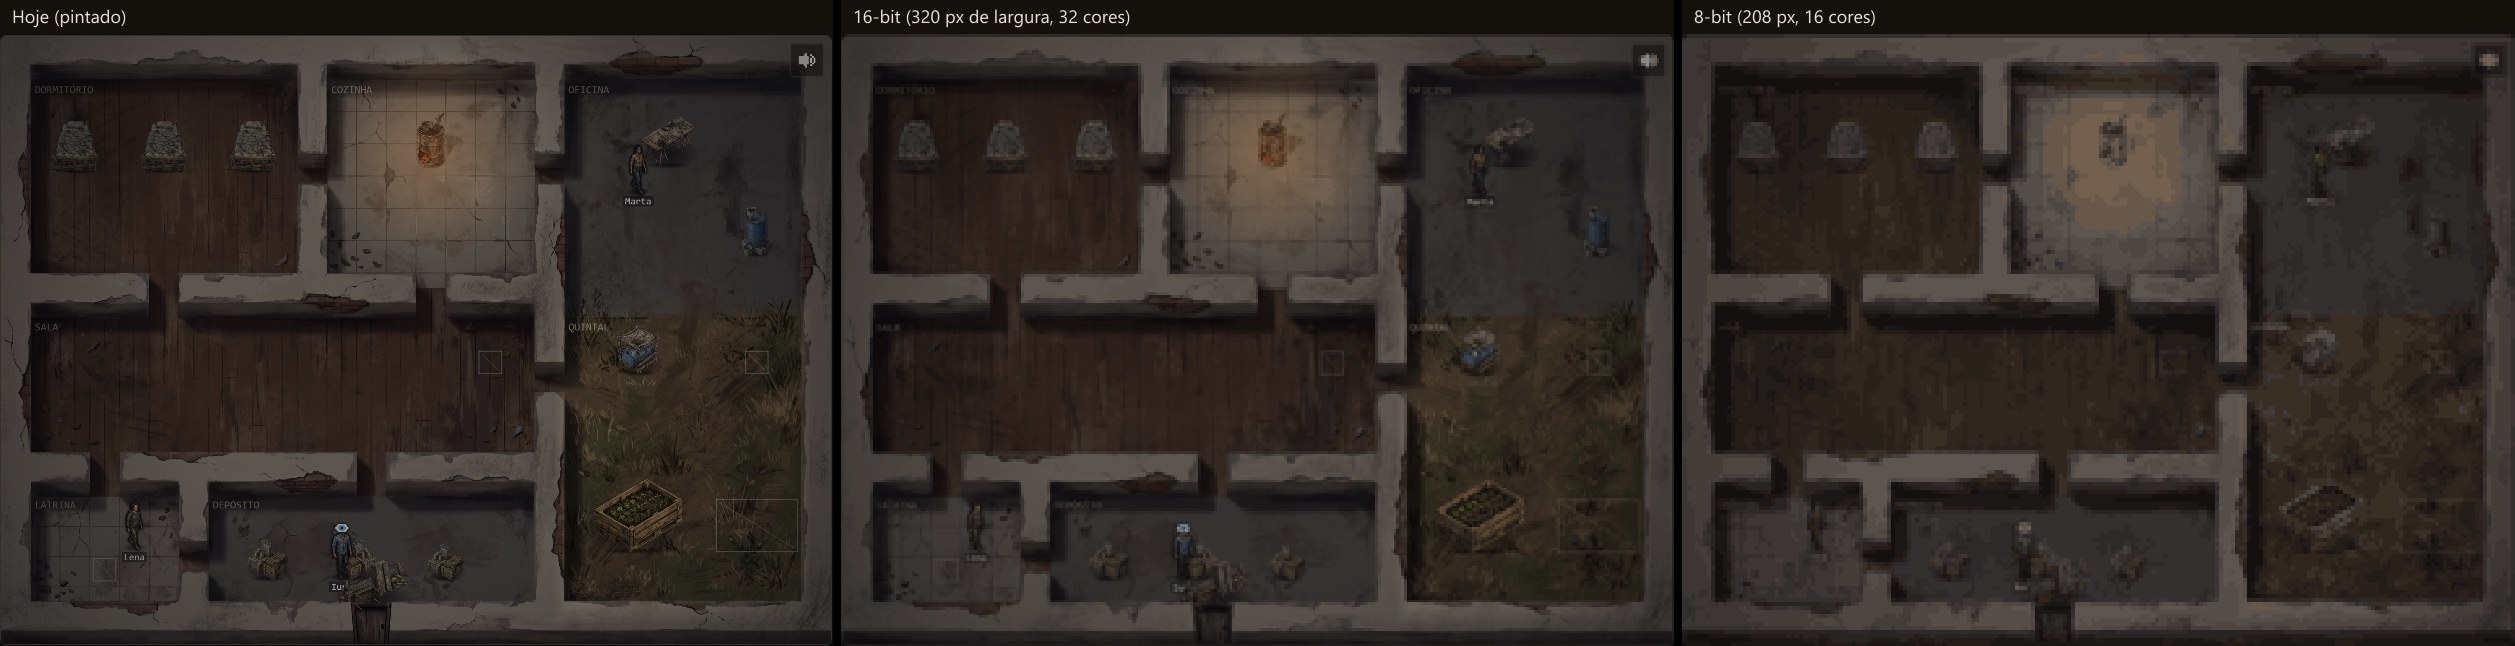 Hoje (pintado)
16-bit (320 px de largura, 32 cores)
8-bit (208 px, 16 cores)
DORMITÓRIO
COZINHA
OFICINA
Marta
SALA
QUINTAL
LATRINA
DEPÓSITO
Lena